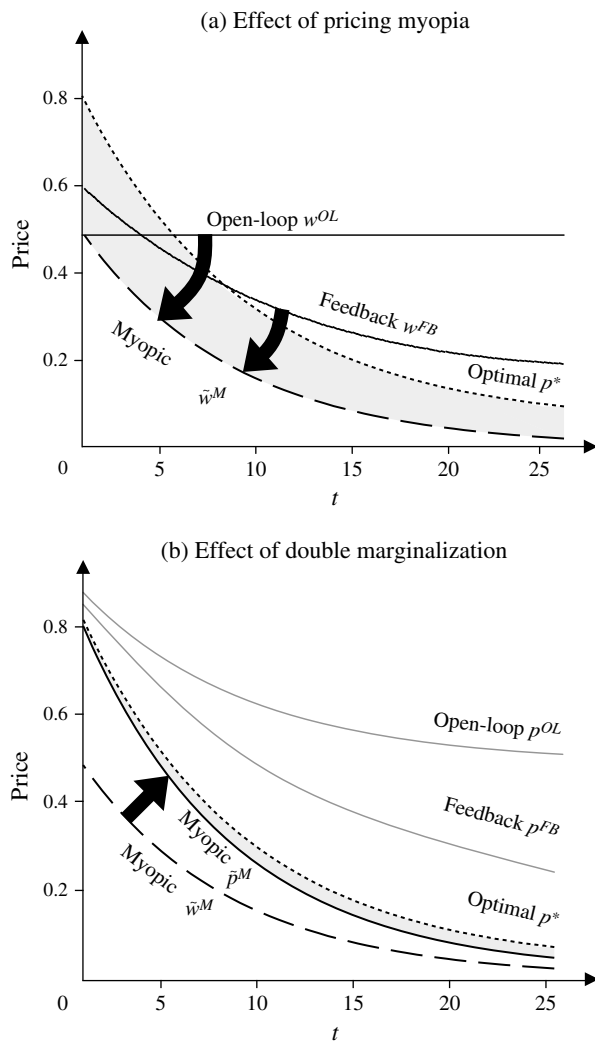 (a) Effect of pricing myopia
Price
0.8
0.6
0.4
0.2
0
5
10
15
20
25
t
Open-loop w^OL
Feedback w^FB
Optimal p*
Myopic
w̃^M
(b) Effect of double marginalization
Price
0.8
0.6
0.4
0.2
0
5
10
15
20
25
t
Open-loop p^OL
Feedback p^FB
Optimal p*
Myopic
p̃^M
Myopic
w̃^M